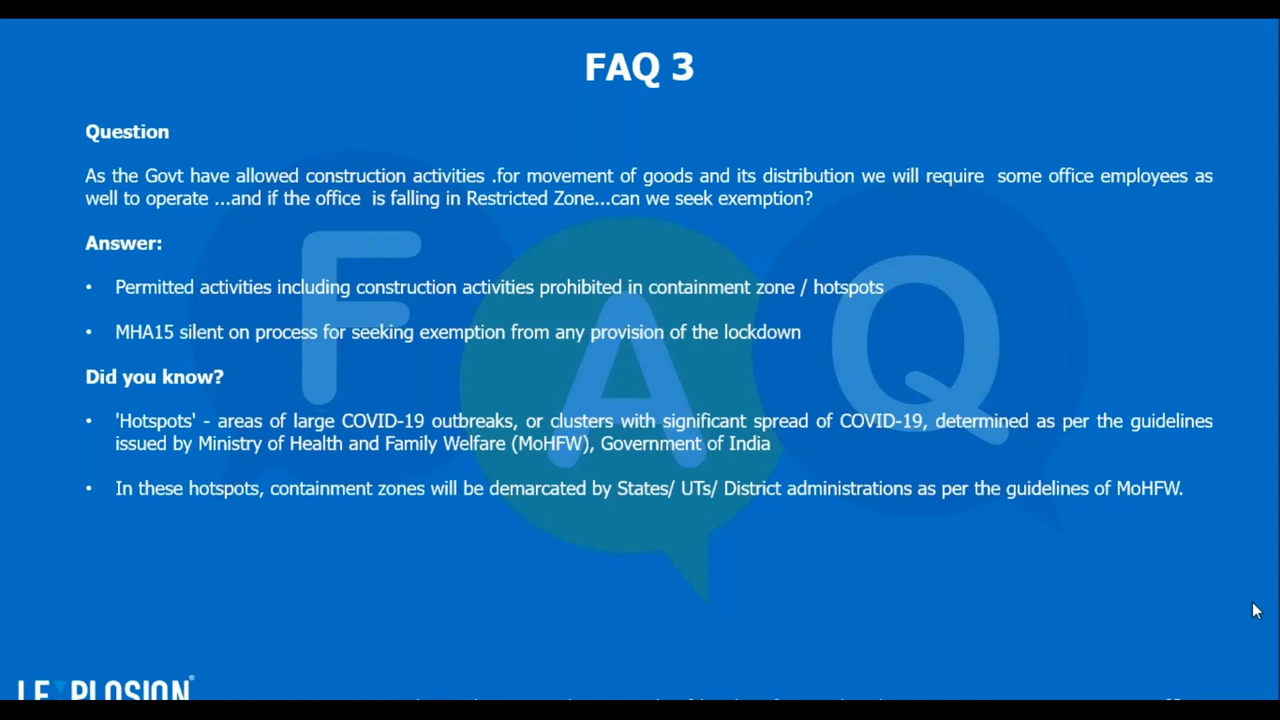 FAQ 3
Question
As the Govt have allowed construction activities .for movement of goods and its distribution we will require some office employees as
well to operate ...and if the office is falling in Restricted Zone...can we seek exemption?
Answer:
• Permitted activities including construction activities prohibited in containment zone / hotspots
• MHA15 silent on process for seeking exemption from any provision of the lockdown
Did you know?
• 'Hotspots' - areas of large COVID-19 outbreaks, or clusters with significant spread of COVID-19, determined as per the guidelines
issued by Ministry of Health and Family Welfare (MoHFW), Government of India
• In these hotspots, containment zones will be demarcated by States/ UTs/ District administrations as per the guidelines of MoHFW.
F A Q
LEXPLOSION